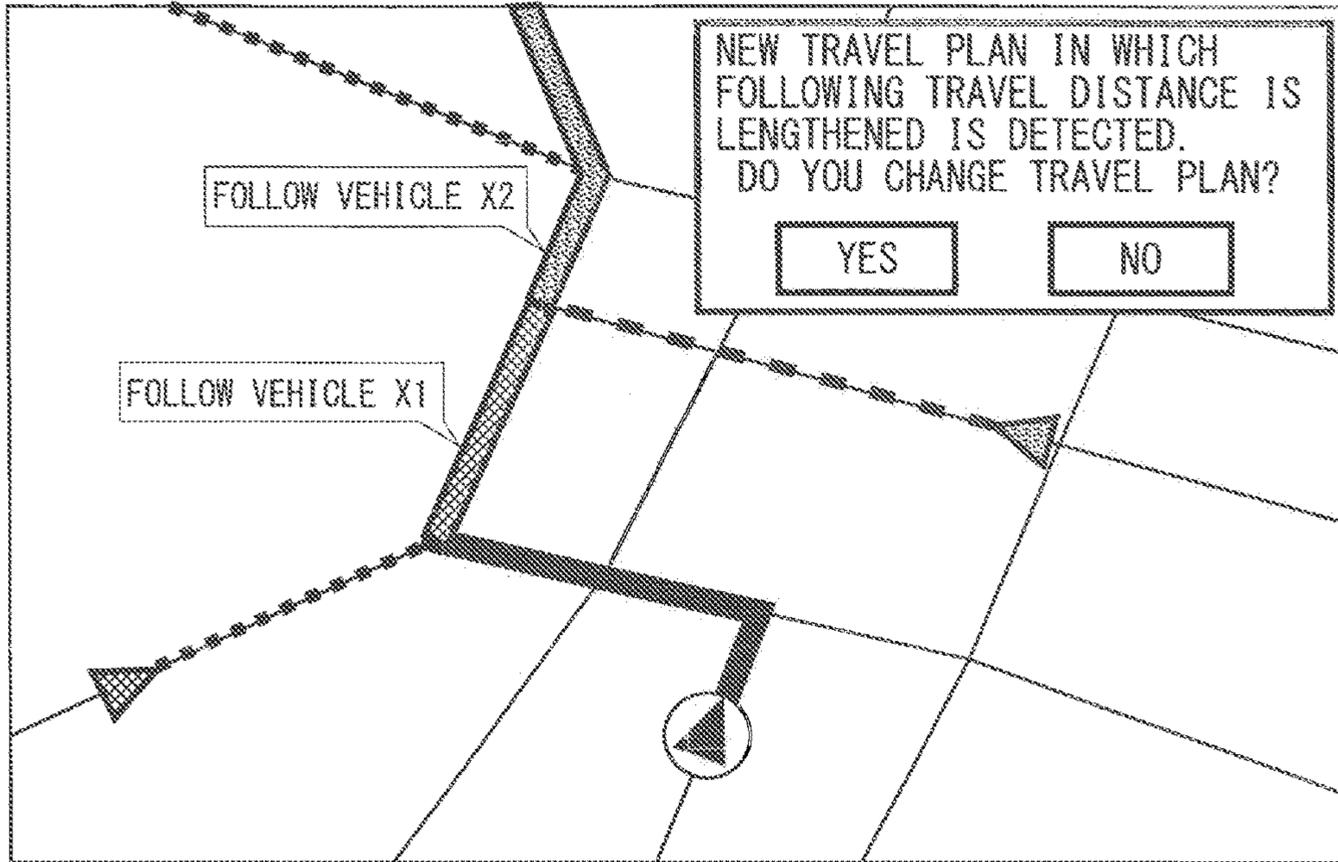 NEW TRAVEL PLAN IN WHICH
FOLLOWING TRAVEL DISTANCE IS
LENGTHENED IS DETECTED.
DO YOU CHANGE TRAVEL PLAN?
YES
NO
FOLLOW VEHICLE X2
FOLLOW VEHICLE X1